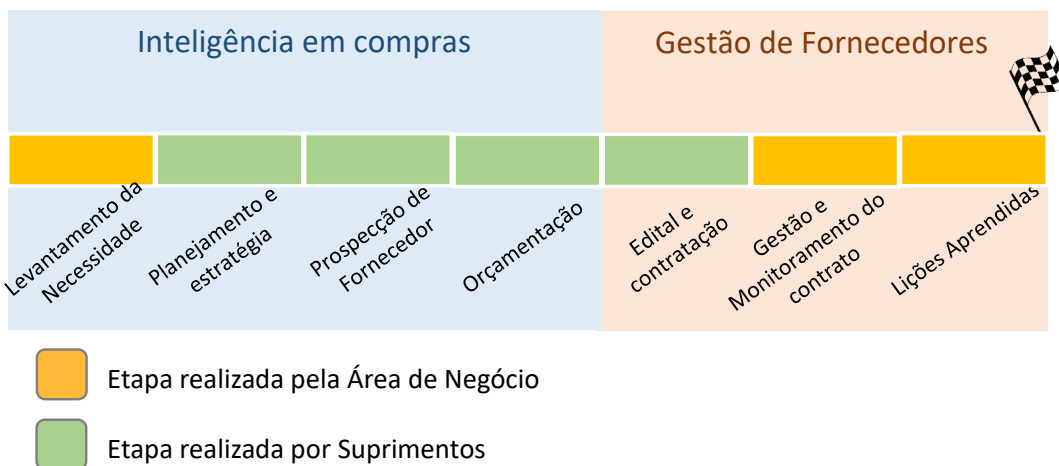 Inteligência em compras
Gestão de Fornecedores
Levantamento da
Necessidade
Planejamento e
estratégia
Prospecção de
Fornecedor
Orçamentação
Edital e
contratação
Gestão e
Monitoramento do
contrato
Lições Aprendidas
Etapa realizada pela Área de Negócio
Etapa realizada por Suprimentos